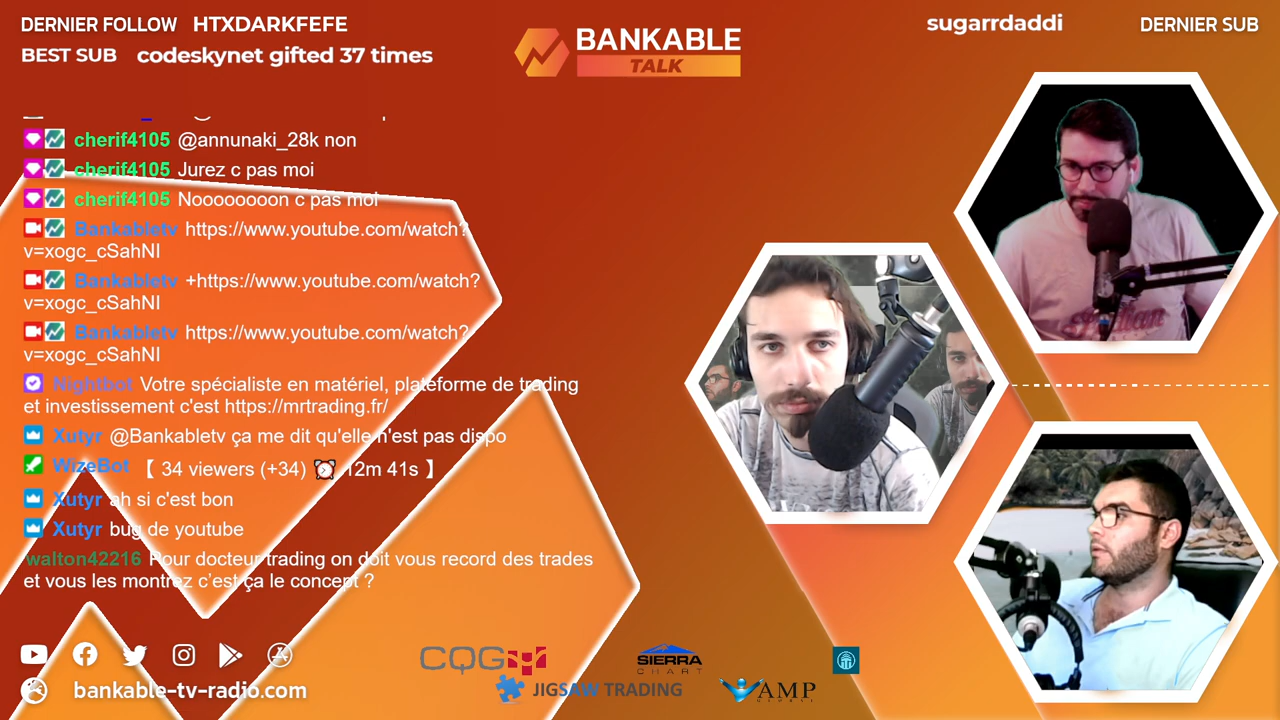 DERNIER FOLLOW HTXDARKFEFE
BEST SUB codeskynet gifted 37 times
BANKABLE
TALK
sugarrdaddi DERNIER SUB
cherif4105 @annunaki_28k non
cherif4105 Jurez c pas moi
cherif4105 Nooooooooon c pas moi
Bankabletv https://www.youtube.com/watch?
v=xogc_cSahNI
Bankabletv +https://www.youtube.com/watch?
v=xogc_cSahNI
Bankabletv https://www.youtube.com/watch?
v=xogc_cSahNI
Nightbot Votre spécialiste en matériel, plateforme de trading
et investissement c'est https://mrtrading.fr/
Xutyr @Bankabletv ça me dit qu'elle n'est pas dispo
WizeBot 【 34 viewers (+34) ⏰ 12m 41s 】
Xutyr ah si c'est bon
Xutyr bug de youtube
walton42216 Pour docteur trading on doit vous record des trades
et vous les montrez c'est ça le concept ?
bankable-tv-radio.com
CQG
SIERRA
CHART
JIGSAW TRADING
AMP